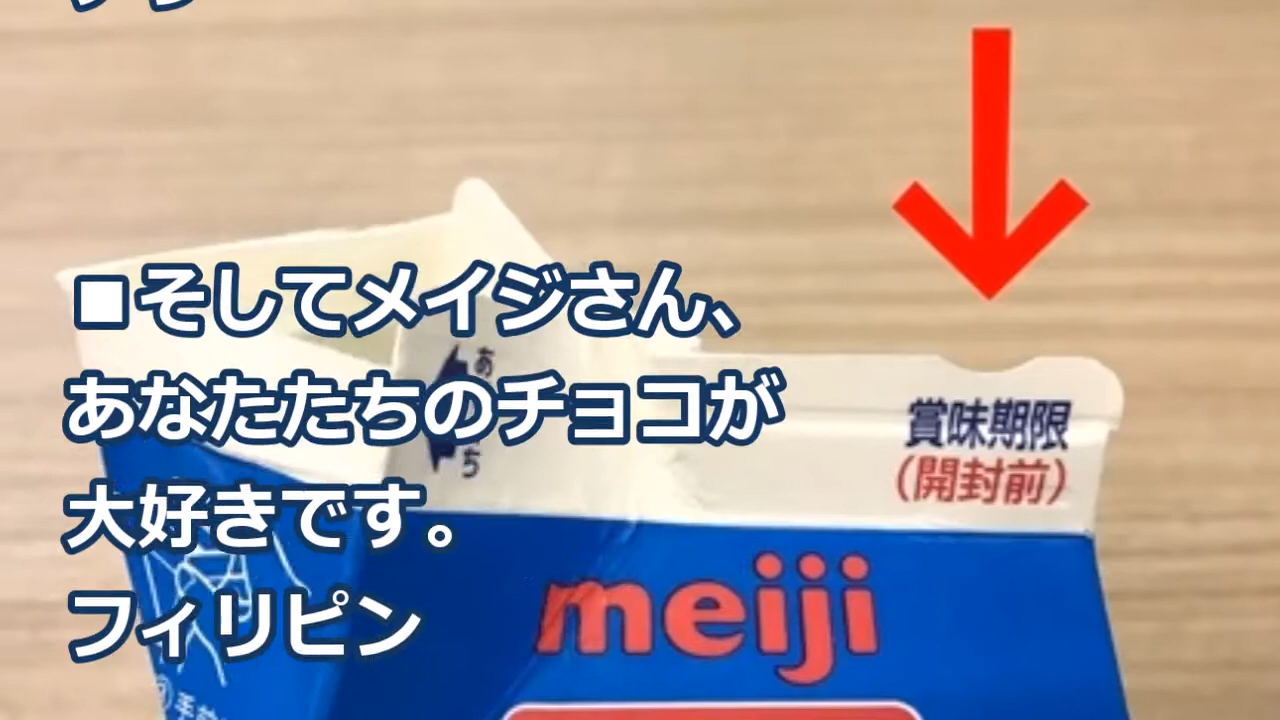 ■そしてメイジさん、
あなたたちのチョコが
大好きです。
フィリピン
賞味期限
(開封前)
meiji